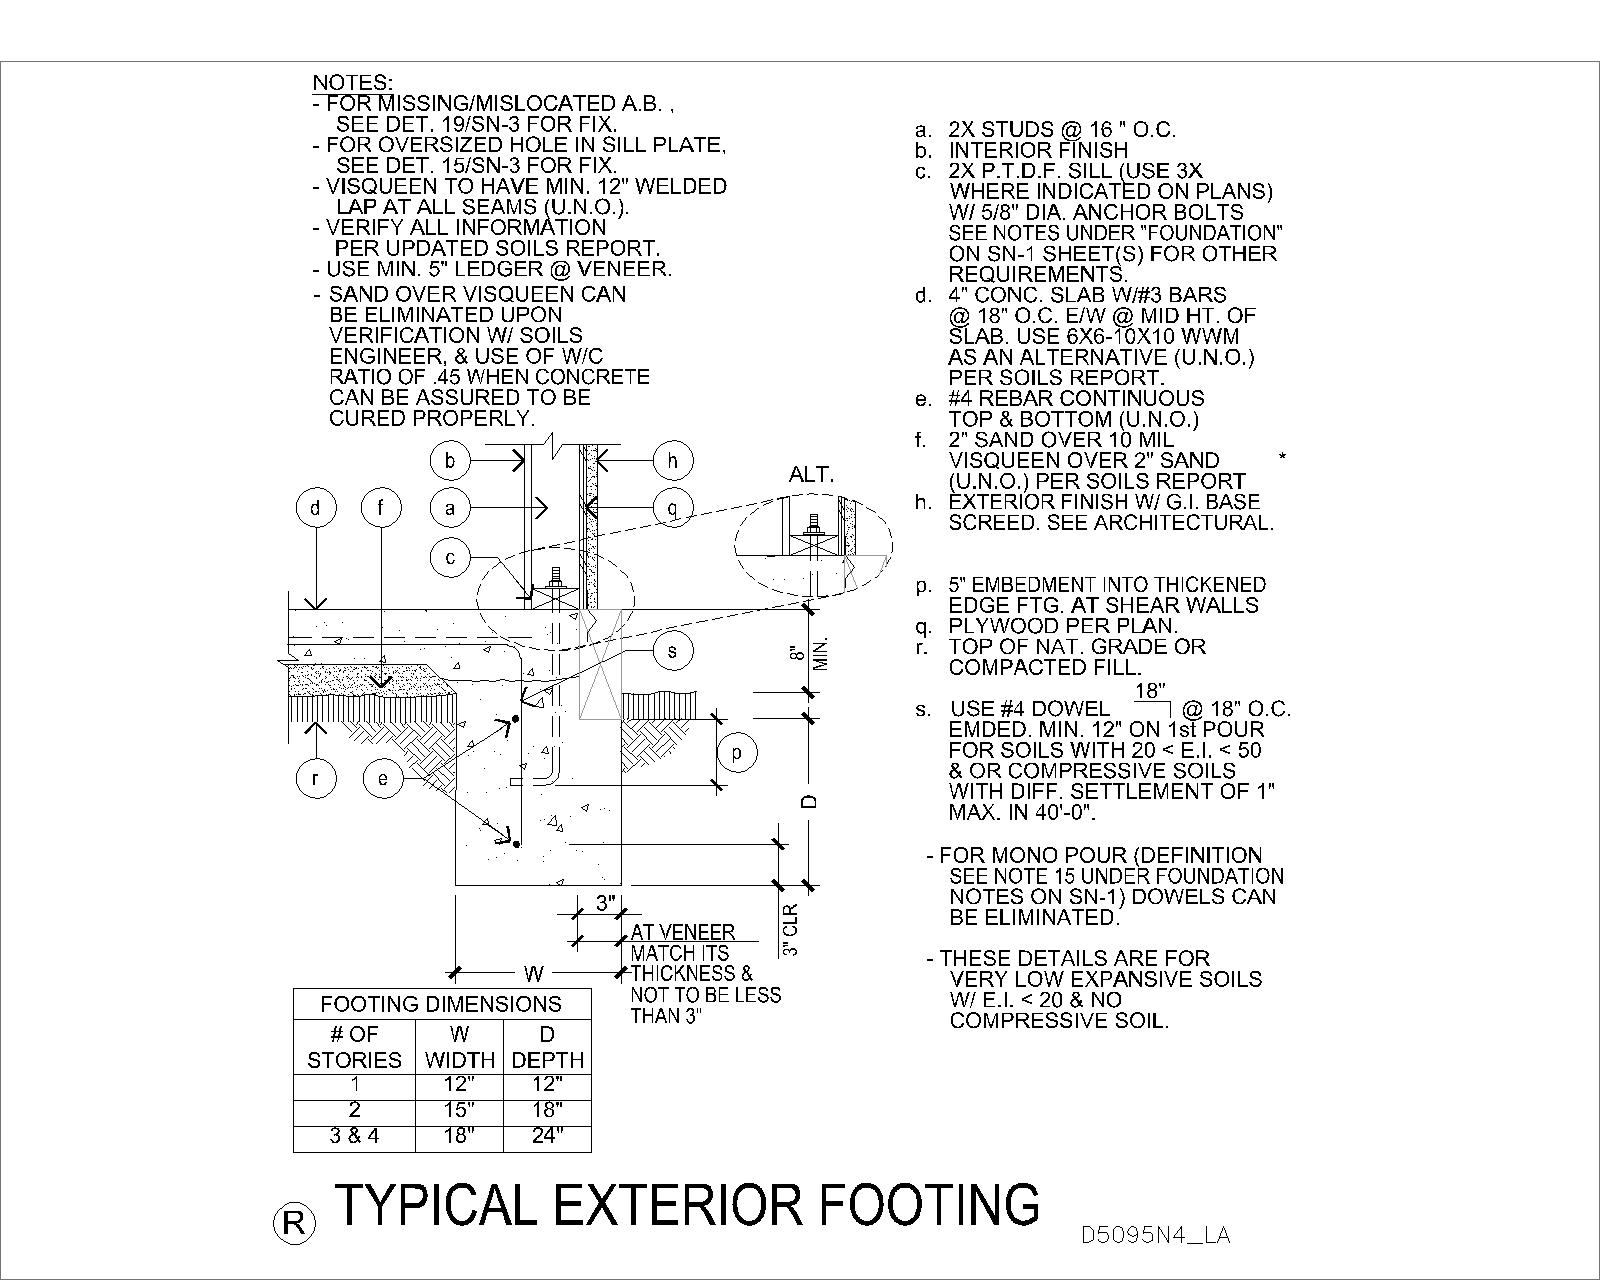 NOTES:
- FOR MISSING/MISLOCATED A.B. ,
SEE DET. 19/SN-3 FOR FIX.
- FOR OVERSIZED HOLE IN SILL PLATE,
SEE DET. 15/SN-3 FOR FIX.
- VISQUEEN TO HAVE MIN. 12" WELDED
LAP AT ALL SEAMS (U.N.O.).
- VERIFY ALL INFORMATION
PER UPDATED SOILS REPORT.
- USE MIN. 5" LEDGER @ VENEER.
- SAND OVER VISQUEEN CAN
BE ELIMINATED UPON
VERIFICATION W/ SOILS
ENGINEER, & USE OF W/C
RATIO OF .45 WHEN CONCRETE
CAN BE ASSURED TO BE
CURED PROPERLY.
a. 2X STUDS @ 16 " O.C.
b. INTERIOR FINISH
c. 2X P.T.D.F. SILL (USE 3X
WHERE INDICATED ON PLANS)
W/ 5/8" DIA. ANCHOR BOLTS
SEE NOTES UNDER "FOUNDATION"
ON SN-1 SHEET(S) FOR OTHER
REQUIREMENTS.
d. 4" CONC. SLAB W/#3 BARS
@ 18" O.C. E/W @ MID HT. OF
SLAB. USE 6X6-10X10 WWM
AS AN ALTERNATIVE (U.N.O.)
PER SOILS REPORT.
e. #4 REBAR CONTINUOUS
TOP & BOTTOM (U.N.O.)
f. 2" SAND OVER 10 MIL
VISQUEEN OVER 2" SAND *
(U.N.O.) PER SOILS REPORT
h. EXTERIOR FINISH W/ G.I. BASE
SCREED. SEE ARCHITECTURAL.
p. 5" EMBEDMENT INTO THICKENED
EDGE FTG. AT SHEAR WALLS
q. PLYWOOD PER PLAN.
r. TOP OF NAT. GRADE OR
COMPACTED FILL.
18"
s. USE #4 DOWEL @ 18" O.C.
EMDED. MIN. 12" ON 1st POUR
FOR SOILS WITH 20 < E.I. < 50
& OR COMPRESSIVE SOILS
WITH DIFF. SETTLEMENT OF 1"
MAX. IN 40'-0".
- FOR MONO POUR (DEFINITION
SEE NOTE 15 UNDER FOUNDATION
NOTES ON SN-1) DOWELS CAN
BE ELIMINATED.
- THESE DETAILS ARE FOR
VERY LOW EXPANSIVE SOILS
W/ E.I. < 20 & NO
COMPRESSIVE SOIL.
b h
ALT.
d f a q
c
s
8"
MIN.
p
r e
D
3"
3" CLR
W
AT VENEER
MATCH ITS
THICKNESS &
NOT TO BE LESS
THAN 3"
FOOTING DIMENSIONS
# OF W D
STORIES WIDTH DEPTH
1 12" 12"
2 15" 18"
3 & 4 18" 24"
R TYPICAL EXTERIOR FOOTING
D5095N4_LA